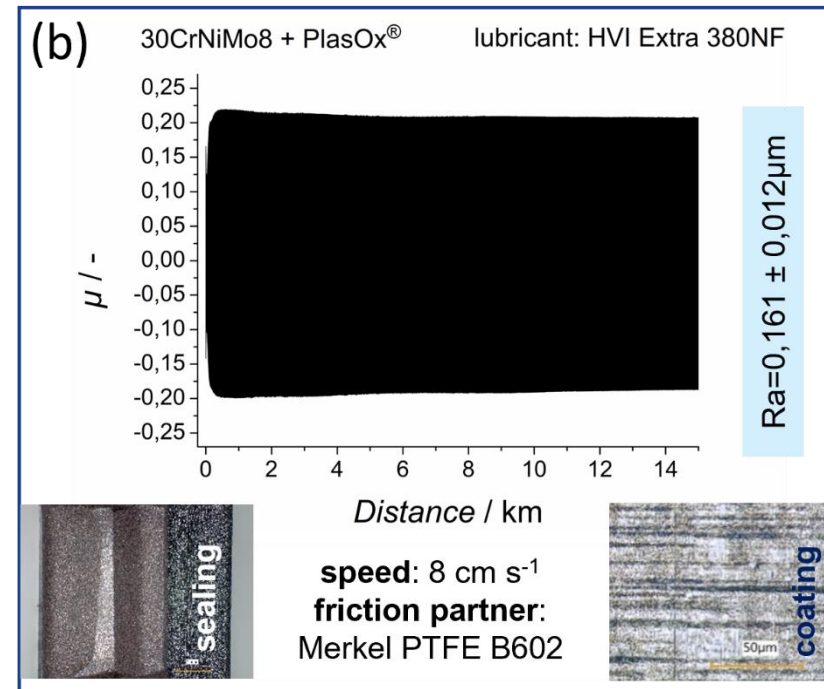 (b)
30CrNiMo8 + PlasOx®
lubricant: HVI Extra 380NF
0,25
0,20
0,15
0,10
0,05
0,00
-0,05
-0,10
-0,15
-0,20
-0,25
μ / -
0 2 4 6 8 10 12 14
Distance / km
Ra=0,161 ± 0,012μm
sealing
speed: 8 cm s⁻¹
friction partner:
Merkel PTFE B602
50μm
coating